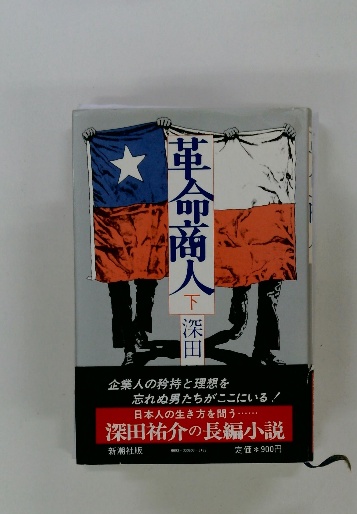 革命商人
下
深田
企業人の矜持と理想を
忘れぬ男たちがここにいる!
日本人の生き方を問う……
深田祐介の長編小説
新潮社版
定価*900円